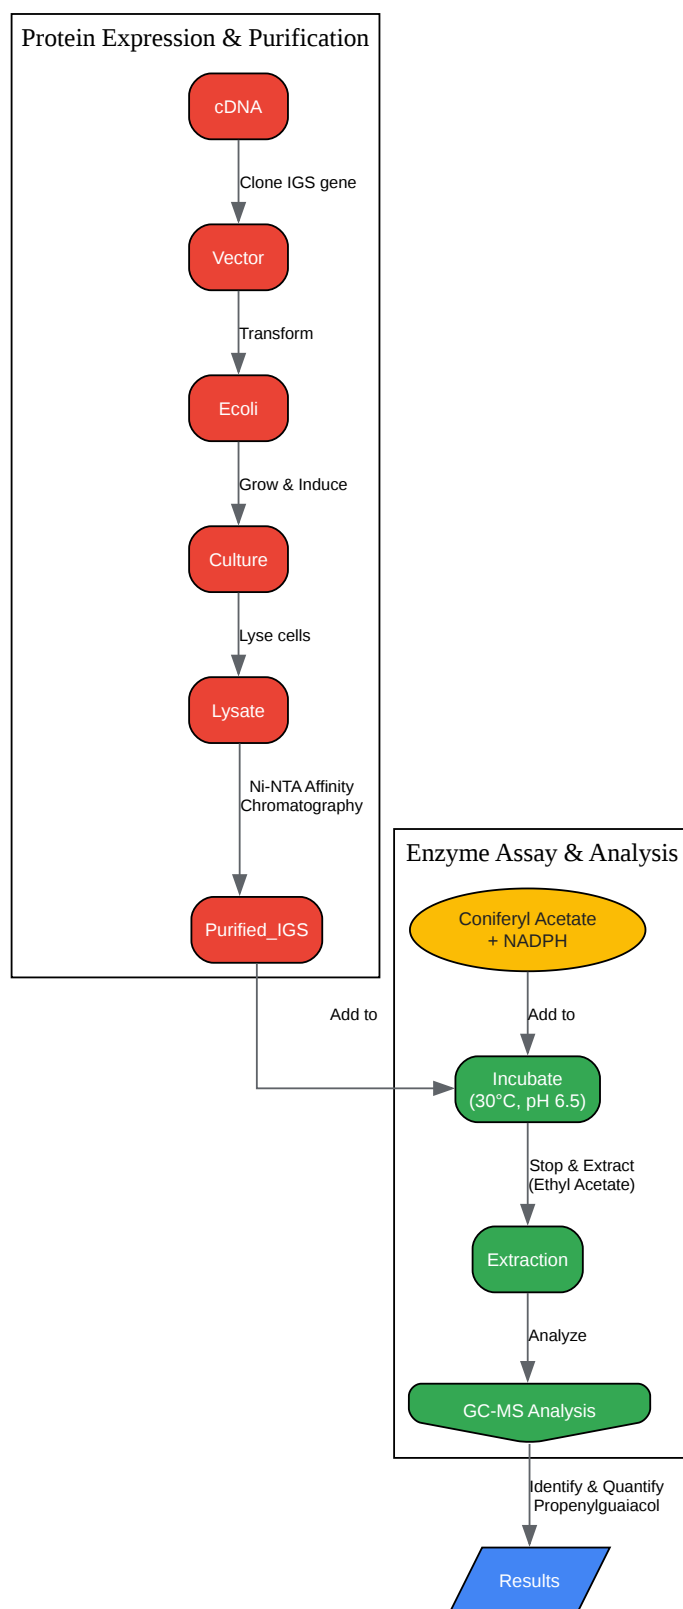 Protein Expression & Purification
cDNA
Clone IGS gene
Vector
Transform
Ecoli
Grow & Induce
Culture
Lyse cells
Lysate
Ni-NTA Affinity
Chromatography
Purified_IGS
Add to
Enzyme Assay & Analysis
Coniferyl Acetate
+ NADPH
Add to
Incubate
(30°C, pH 6.5)
Stop & Extract
(Ethyl Acetate)
Extraction
Analyze
GC-MS Analysis
Identify & Quantify
Propenylguaiacol
Results